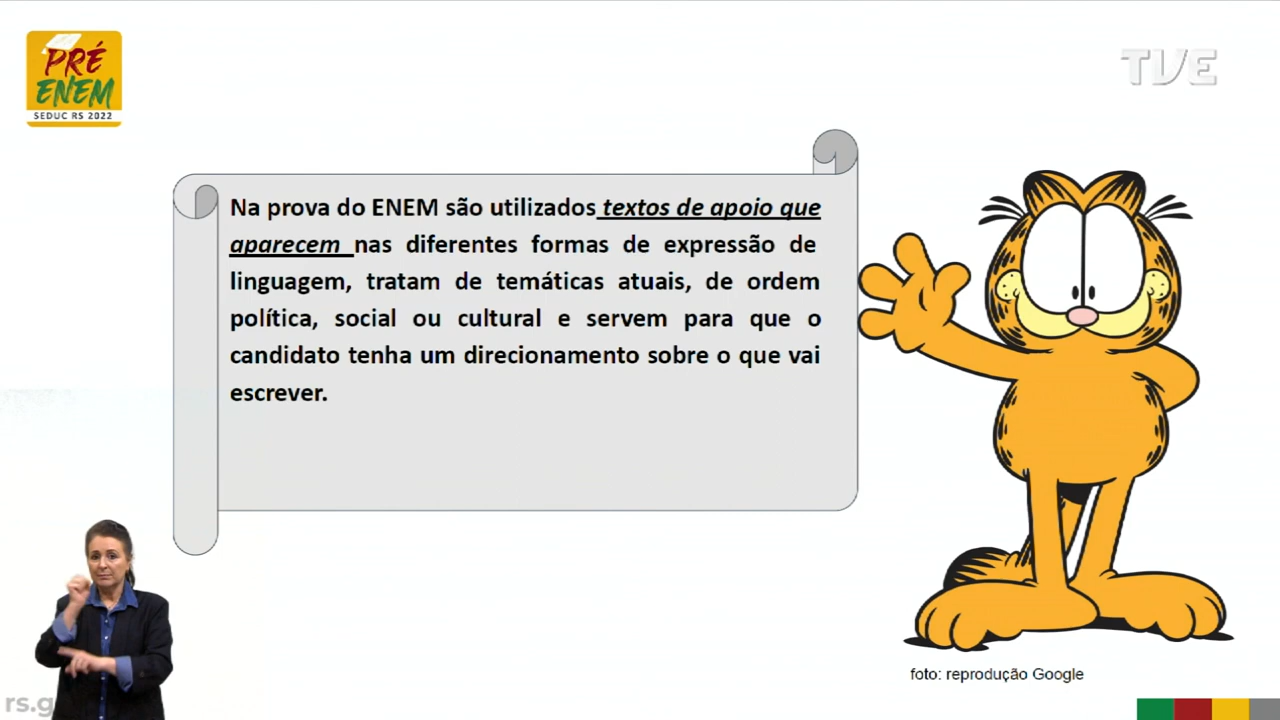 PRÉ
ENEM
SEDUC RS 2022
TVE
Na prova do ENEM são utilizados textos de apoio que
aparecem nas diferentes formas de expressão de
linguagem, tratam de temáticas atuais, de ordem
política, social ou cultural e servem para que o
candidato tenha um direcionamento sobre o que vai
escrever.
foto: reprodução Google
rs.g